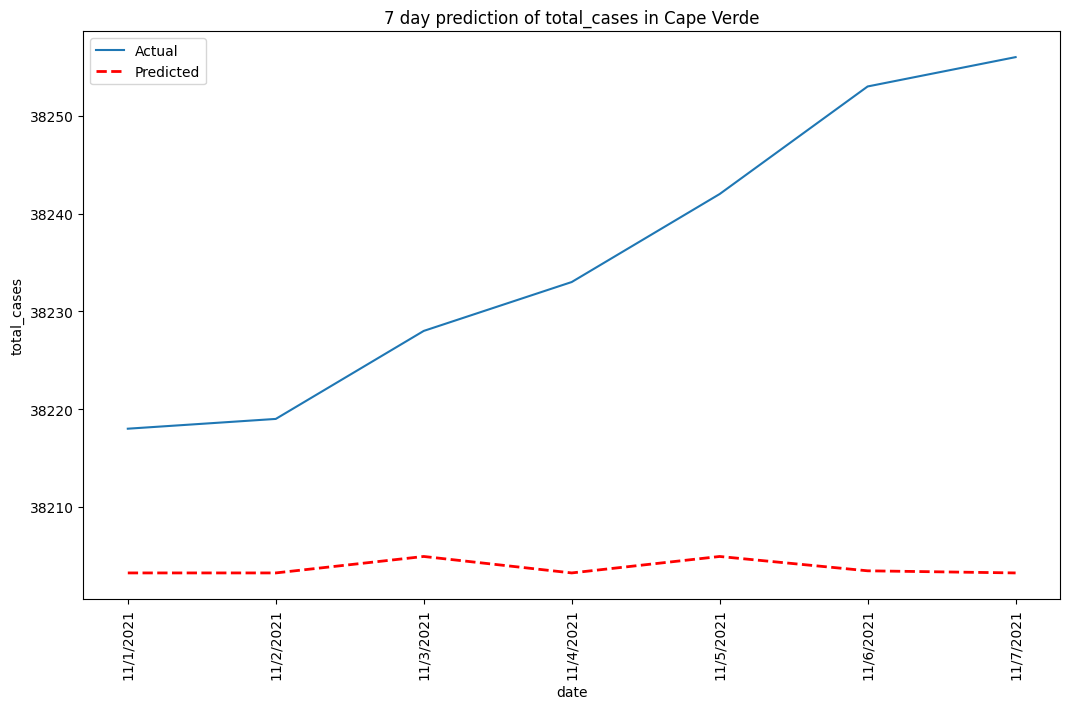 7 day prediction of total_cases in Cape Verde
Actual
Predicted
38250
38240
38230
38220
38210
total_cases
11/1/2021
11/2/2021
11/3/2021
11/4/2021
11/5/2021
11/6/2021
11/7/2021
date